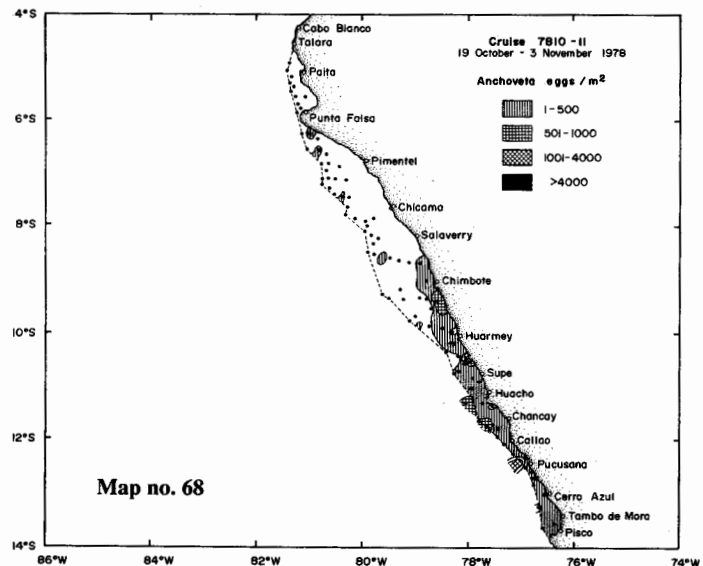 4°S
6°S
8°S
10°S
12°S
14°S
86°W
84°W
82°W
80°W
78°W
76°W
74°W
Cruise 7810-11
19 October - 3 November 1978
Anchoveta eggs / m²
1-500
501-1000
1001-4000
>4000
Cabo Blanco
Talara
Paita
Punta Falsa
Pimentel
Chicama
Salaverry
Chimbote
Huarmey
Supe
Huacho
Chancay
Callao
Pucusana
Cerro Azul
Tambo de Mora
Pisco
Map no. 68